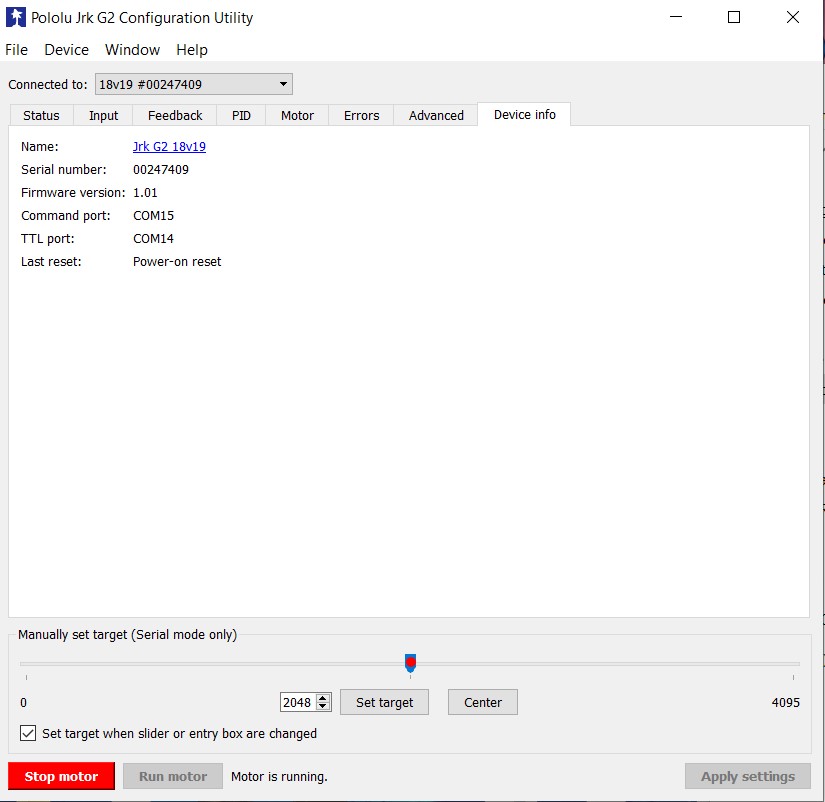 Pololu Jrk G2 Configuration Utility
File Device Window Help
Connected to: 18v19 #00247409
Status Input Feedback PID Motor Errors Advanced Device info
Name: Jrk G2 18v19
Serial number: 00247409
Firmware version: 1.01
Command port: COM15
TTL port: COM14
Last reset: Power-on reset
Manually set target (Serial mode only)
0 2048 Set target Center 4095
Set target when slider or entry box are changed
Stop motor Run motor Motor is running. Apply settings